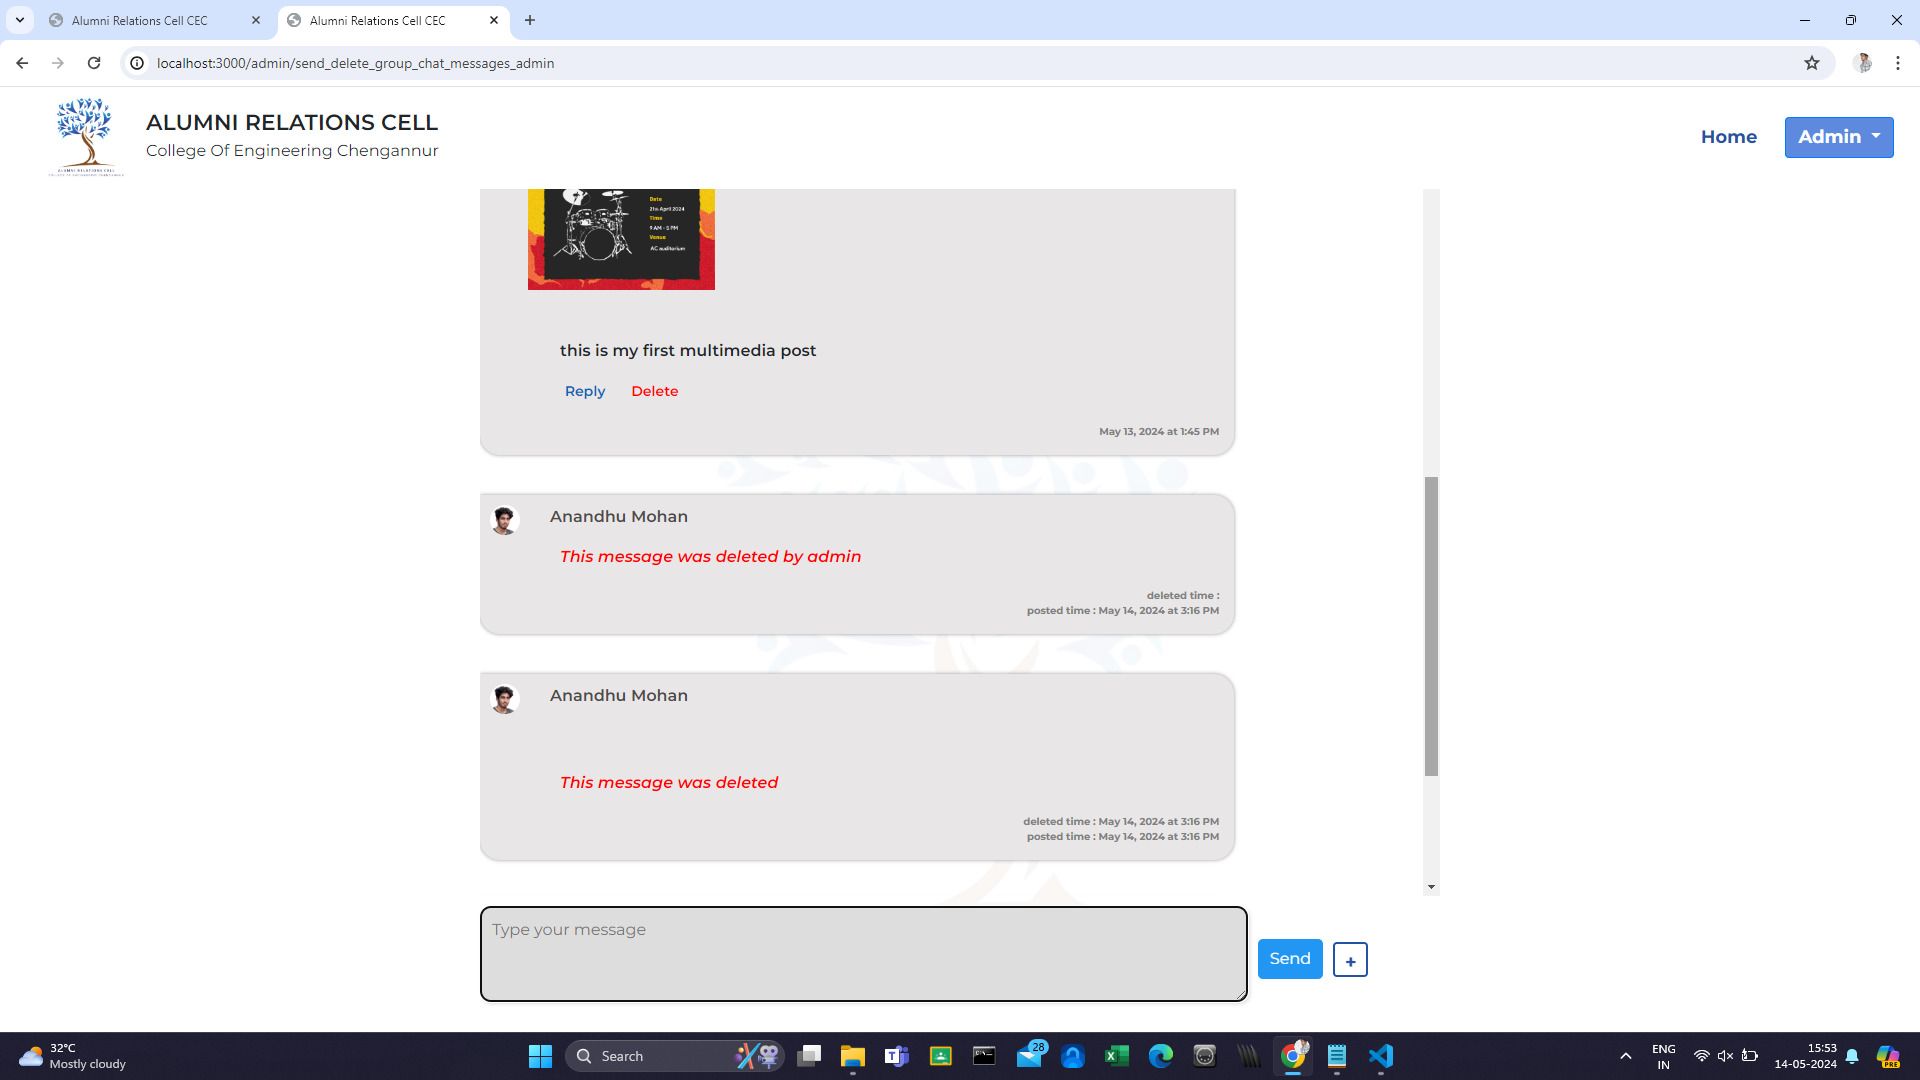 Alumni Relations Cell CEC
Alumni Relations Cell CEC
localhost:3000/admin/send_delete_group_chat_messages_admin
ALUMNI RELATIONS CELL
College Of Engineering Chengannur
Home
Admin
Date
21st April 2024
Time
9 AM - 5 PM
Venue
AC auditorium
this is my first multimedia post
Reply Delete
May 13, 2024 at 1:45 PM
Anandhu Mohan
This message was deleted by admin
deleted time :
posted time : May 14, 2024 at 3:16 PM
Anandhu Mohan
This message was deleted
deleted time : May 14, 2024 at 3:16 PM
posted time : May 14, 2024 at 3:16 PM
Type your message
Send +
32°C
Mostly cloudy
Search
28
ENG
IN
15:53
14-05-2024
PRE